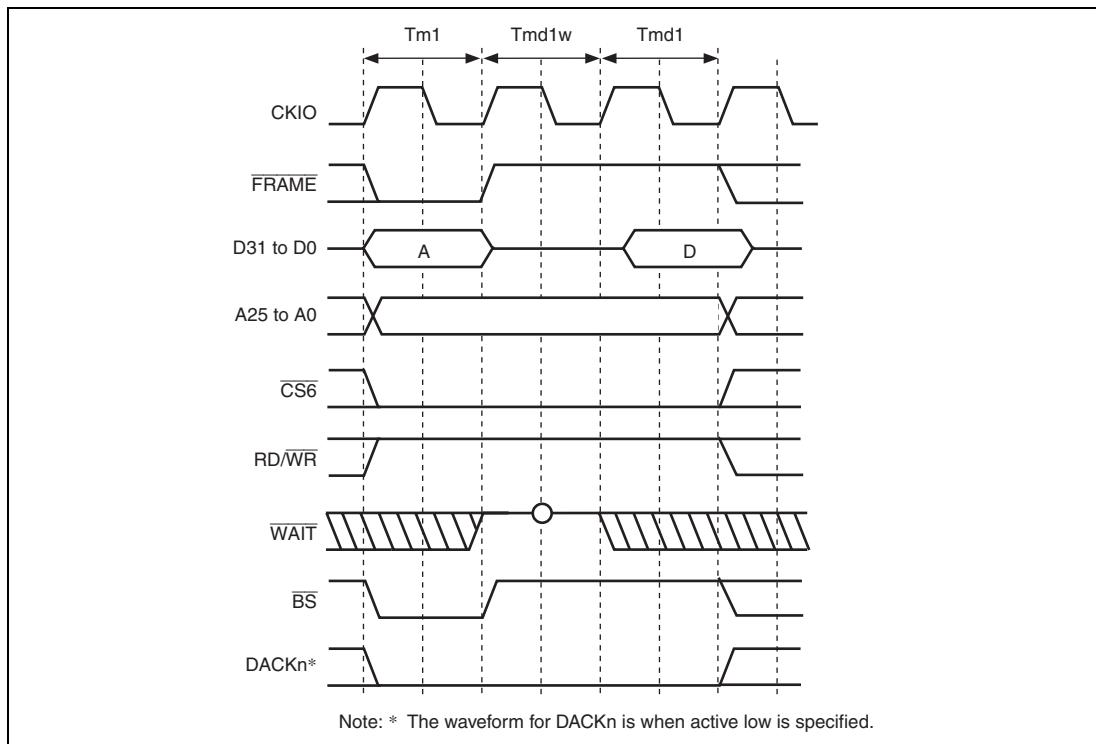 Tm1 Tmd1w Tmd1
CKIO
FRAME
D31 to D0 A D
A25 to A0
CS6
RD/WR
WAIT
BS
DACKn*
Note: * The waveform for DACKn is when active low is specified.